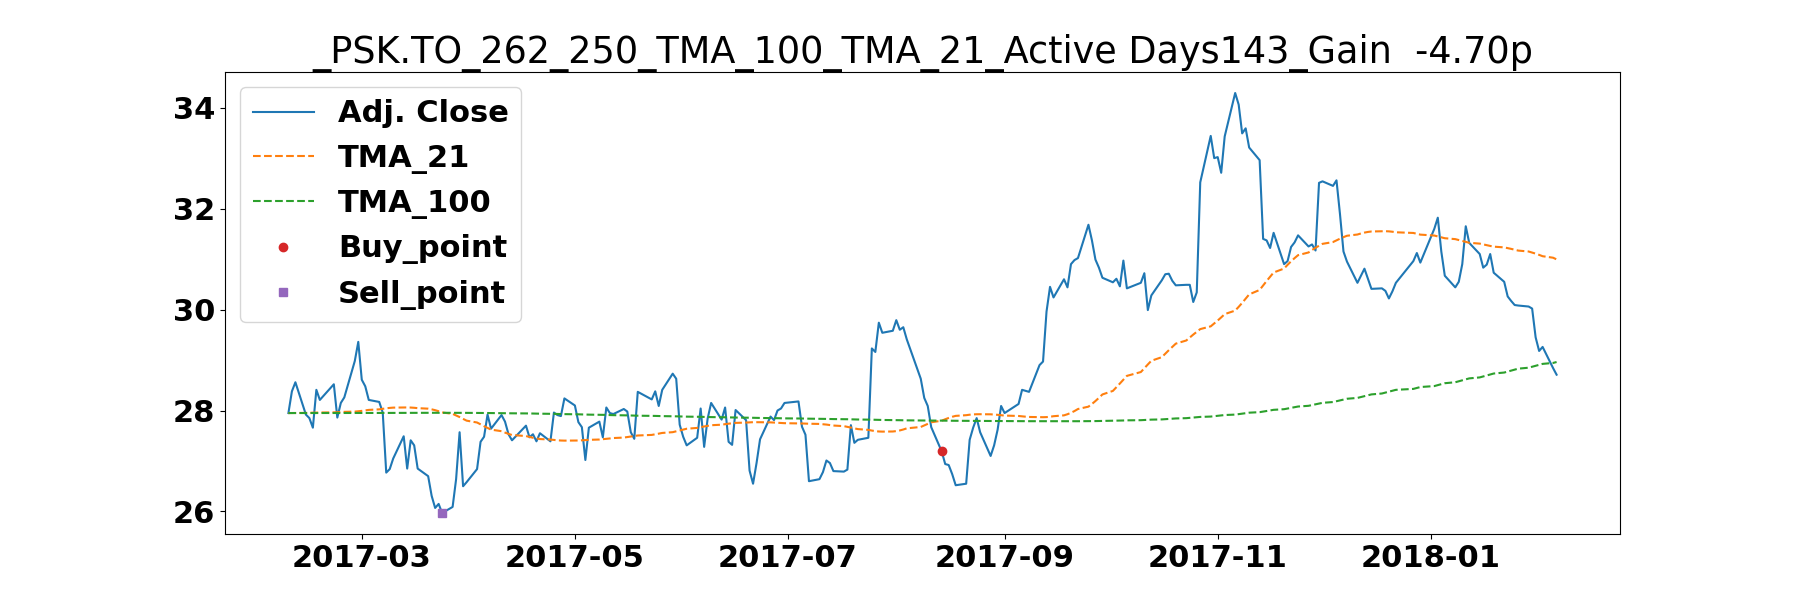 _PSK.TO_262_250_TMA_100_TMA_21_Active Days143_Gain  -4.70p
34
32
30
28
26
Adj. Close
TMA_21
TMA_100
Buy_point
Sell_point
2017-03 2017-05 2017-07 2017-09 2017-11 2018-01